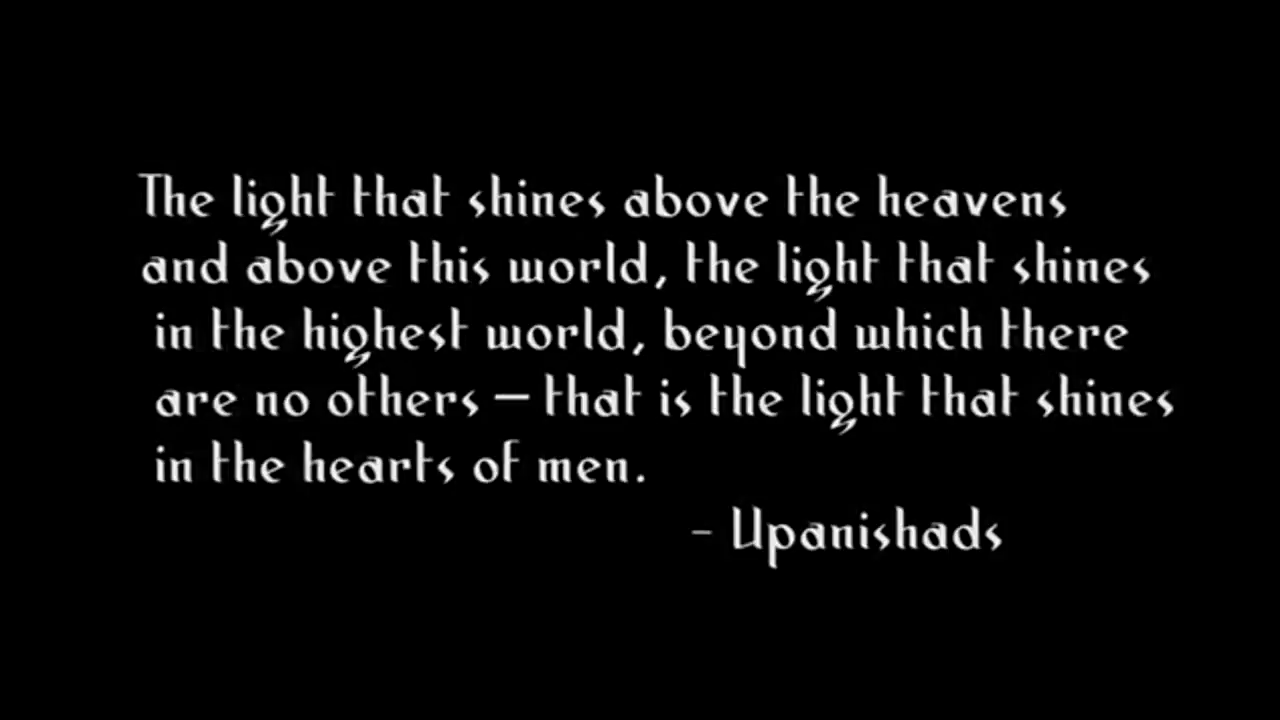 The light that shines above the heavens
and above this world, the light that shines
in the highest world, beyond which there
are no others — that is the light that shines
in the hearts of men.
- Upanishads